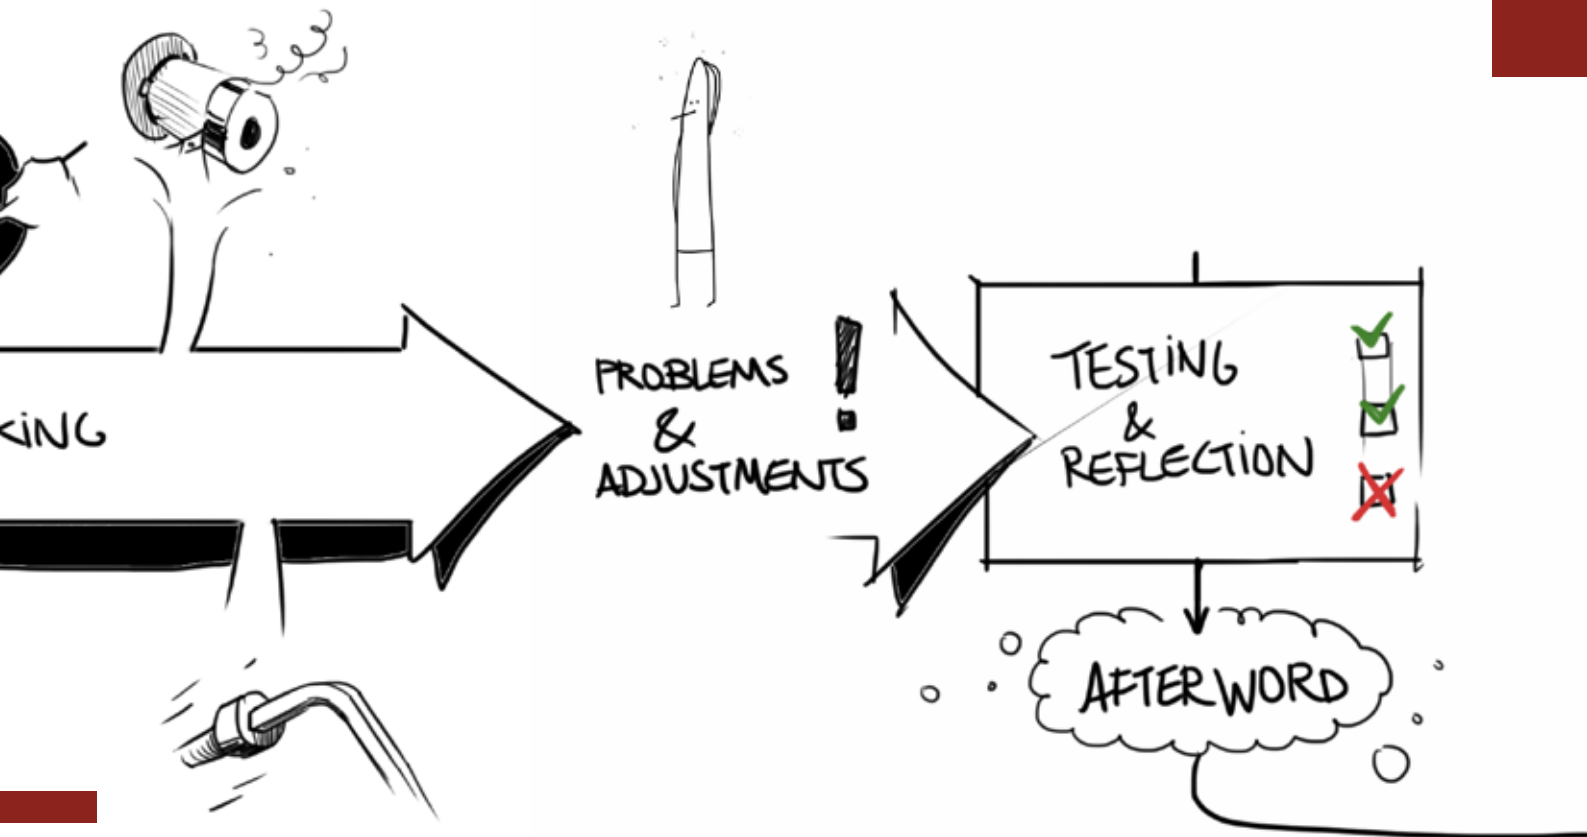 KING
PROBLEMS
&
ADJUSTMENTS
!
TESTING
&
REFLECTION
AFTERWORD